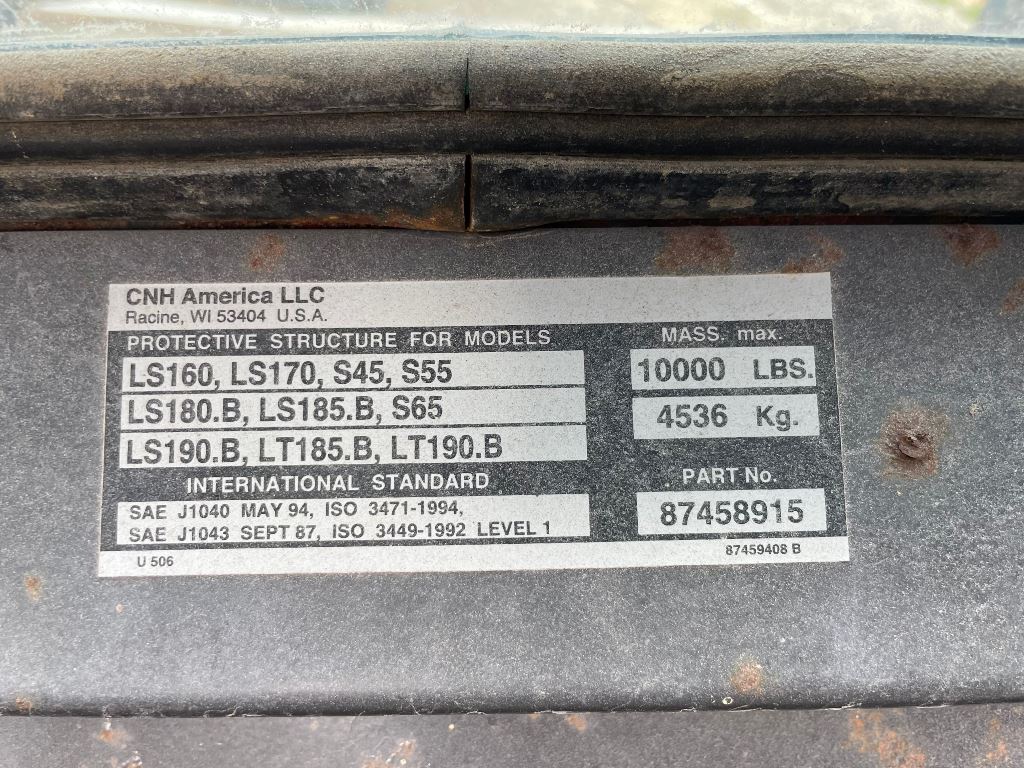 CNH America LLC
Racine, WI 53404 U.S.A.
PROTECTIVE STRUCTURE FOR MODELS
LS160, LS170, S45, S55
LS180.B, LS185.B, S65
LS190.B, LT185.B, LT190.B
INTERNATIONAL STANDARD
SAE J1040 MAY 94, ISO 3471-1994,
SAE J1043 SEPT 87, ISO 3449-1992 LEVEL 1
U 506
MASS. max.
10000 LBS.
4536 Kg.
PART No.
87458915
87459408 B